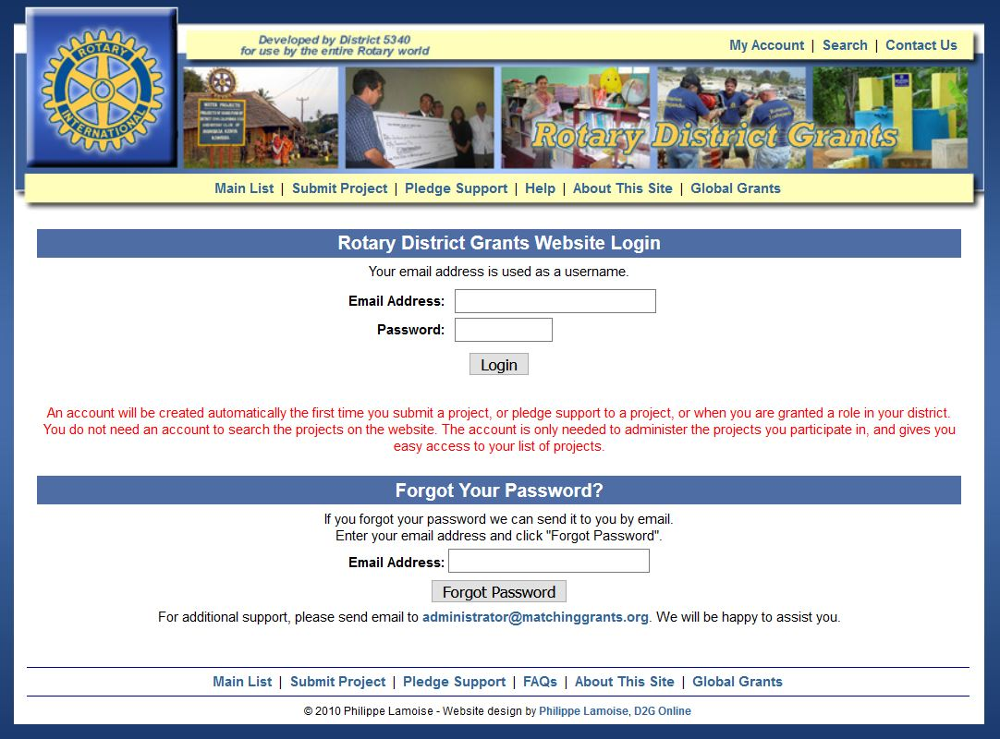 Developed by District 5340
for use by the entire Rotary world
My Account | Search | Contact Us
ROTARY
INTERNATIONAL
WATER PROJECTS
Rotary District Grants
Main List | Submit Project | Pledge Support | Help | About This Site | Global Grants
Rotary District Grants Website Login
Your email address is used as a username.
Email Address:
Password:
Login
An account will be created automatically the first time you submit a project, or pledge support to a project, or when you are granted a role in your district.
You do not need an account to search the projects on the website. The account is only needed to administer the projects you participate in, and gives you
easy access to your list of projects.
Forgot Your Password?
If you forgot your password we can send it to you by email.
Enter your email address and click "Forgot Password".
Email Address:
Forgot Password
For additional support, please send email to administrator@matchinggrants.org. We will be happy to assist you.
Main List | Submit Project | Pledge Support | FAQs | About This Site | Global Grants
© 2010 Philippe Lamoise - Website design by Philippe Lamoise, D2G Online